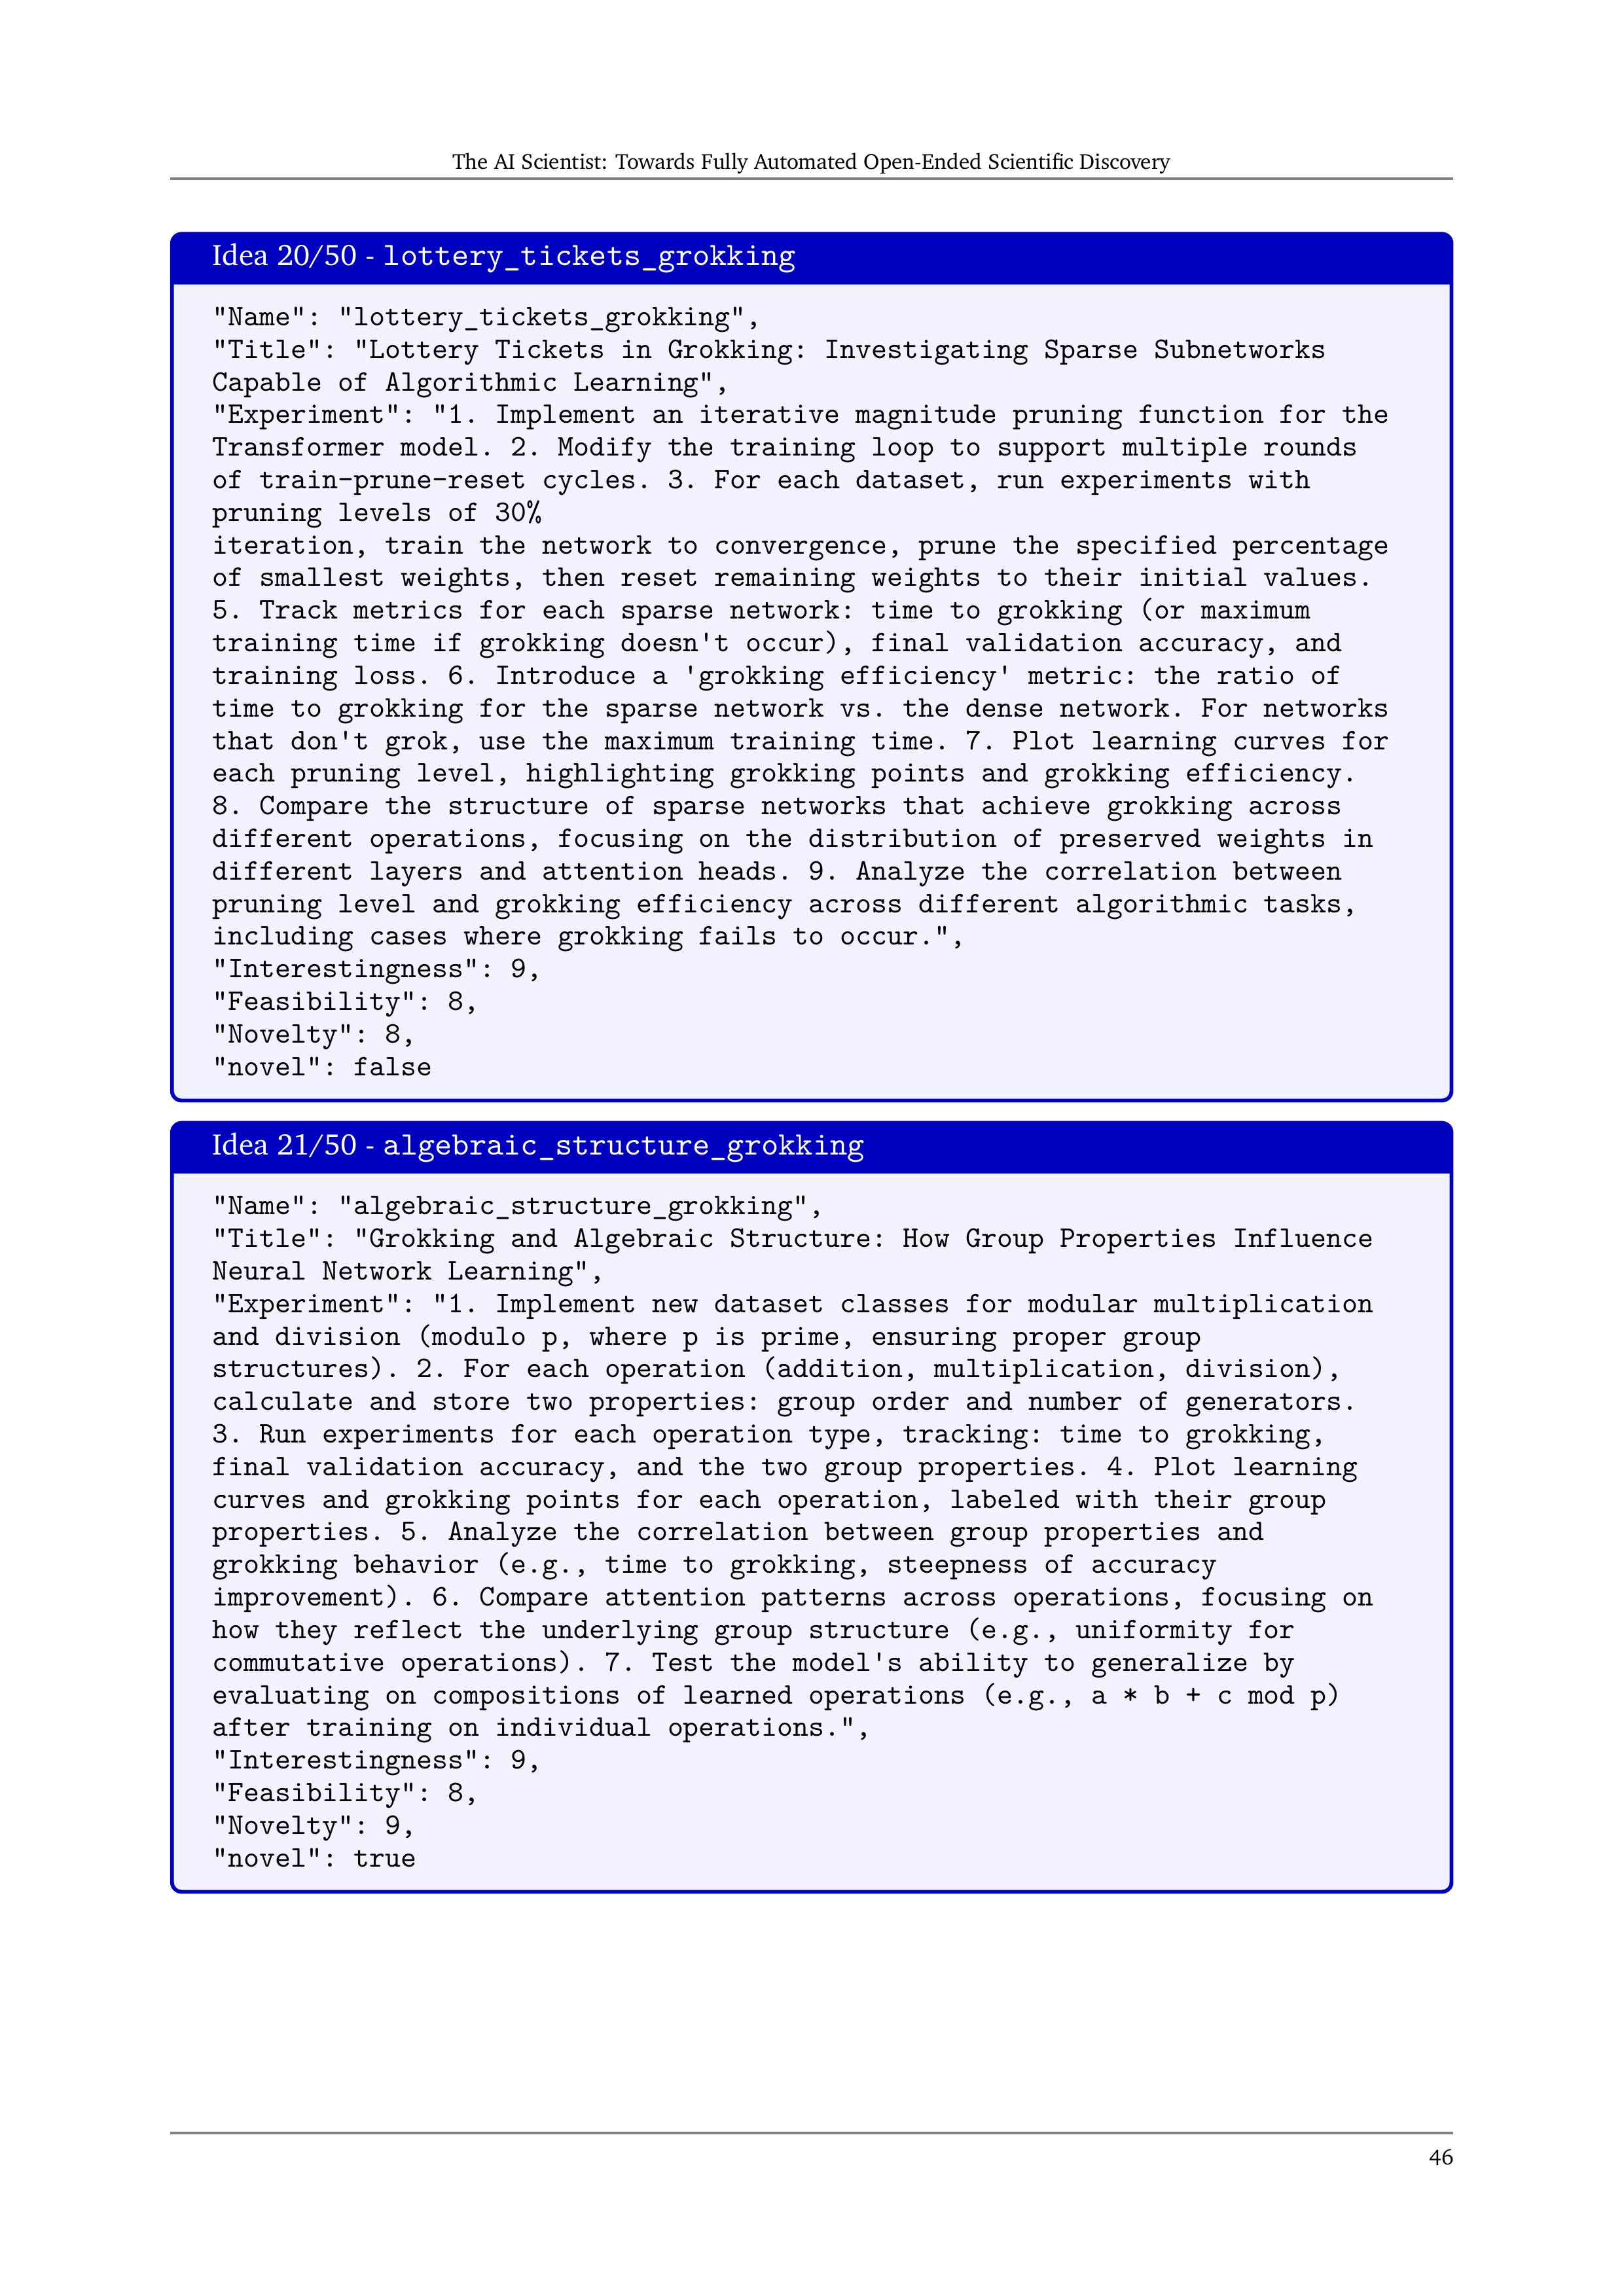 The AI Scientist: Towards Fully Automated Open-Ended Scientific Discovery
Idea 20/50 - lottery_tickets_grokking
"Name": "lottery_tickets_grokking",
"Title": "Lottery Tickets in Grokking: Investigating Sparse Subnetworks
Capable of Algorithmic Learning",
"Experiment": "1. Implement an iterative magnitude pruning function for the
Transformer model. 2. Modify the training loop to support multiple rounds
of train-prune-reset cycles. 3. For each dataset, run experiments with
pruning levels of 30%
iteration, train the network to convergence, prune the specified percentage
of smallest weights, then reset remaining weights to their initial values.
5. Track metrics for each sparse network: time to grokking (or maximum
training time if grokking doesn't occur), final validation accuracy, and
training loss. 6. Introduce a 'grokking efficiency' metric: the ratio of
time to grokking for the sparse network vs. the dense network. For networks
that don't grok, use the maximum training time. 7. Plot learning curves for
each pruning level, highlighting grokking points and grokking efficiency.
8. Compare the structure of sparse networks that achieve grokking across
different operations, focusing on the distribution of preserved weights in
different layers and attention heads. 9. Analyze the correlation between
pruning level and grokking efficiency across different algorithmic tasks,
including cases where grokking fails to occur.",
"Interestingness": 9,
"Feasibility": 8,
"Novelty": 8,
"novel": false
Idea 21/50 - algebraic_structure_grokking
"Name": "algebraic_structure_grokking",
"Title": "Grokking and Algebraic Structure: How Group Properties Influence
Neural Network Learning",
"Experiment": "1. Implement new dataset classes for modular multiplication
and division (modulo p, where p is prime, ensuring proper group
structures). 2. For each operation (addition, multiplication, division),
calculate and store two properties: group order and number of generators.
3. Run experiments for each operation type, tracking: time to grokking,
final validation accuracy, and the two group properties. 4. Plot learning
curves and grokking points for each operation, labeled with their group
properties. 5. Analyze the correlation between group properties and
grokking behavior (e.g., time to grokking, steepness of accuracy
improvement). 6. Compare attention patterns across operations, focusing on
how they reflect the underlying group structure (e.g., uniformity for
commutative operations). 7. Test the model's ability to generalize by
evaluating on compositions of learned operations (e.g., a * b + c mod p)
after training on individual operations.",
"Interestingness": 9,
"Feasibility": 8,
"Novelty": 9,
"novel": true
46